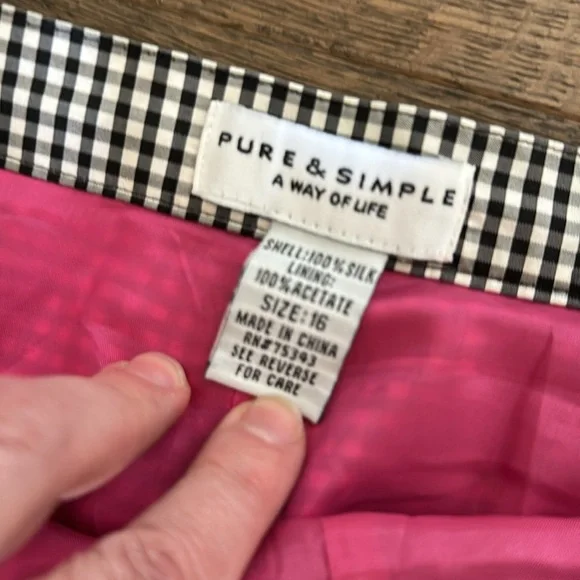 PURE & SIMPLE
A WAY OF LIFE
SHELL:100% SILK
LINING:
100% ACETATE
SIZE:16
MADE IN CHINA
RN#75393
SEE REVERSE
FOR CARE